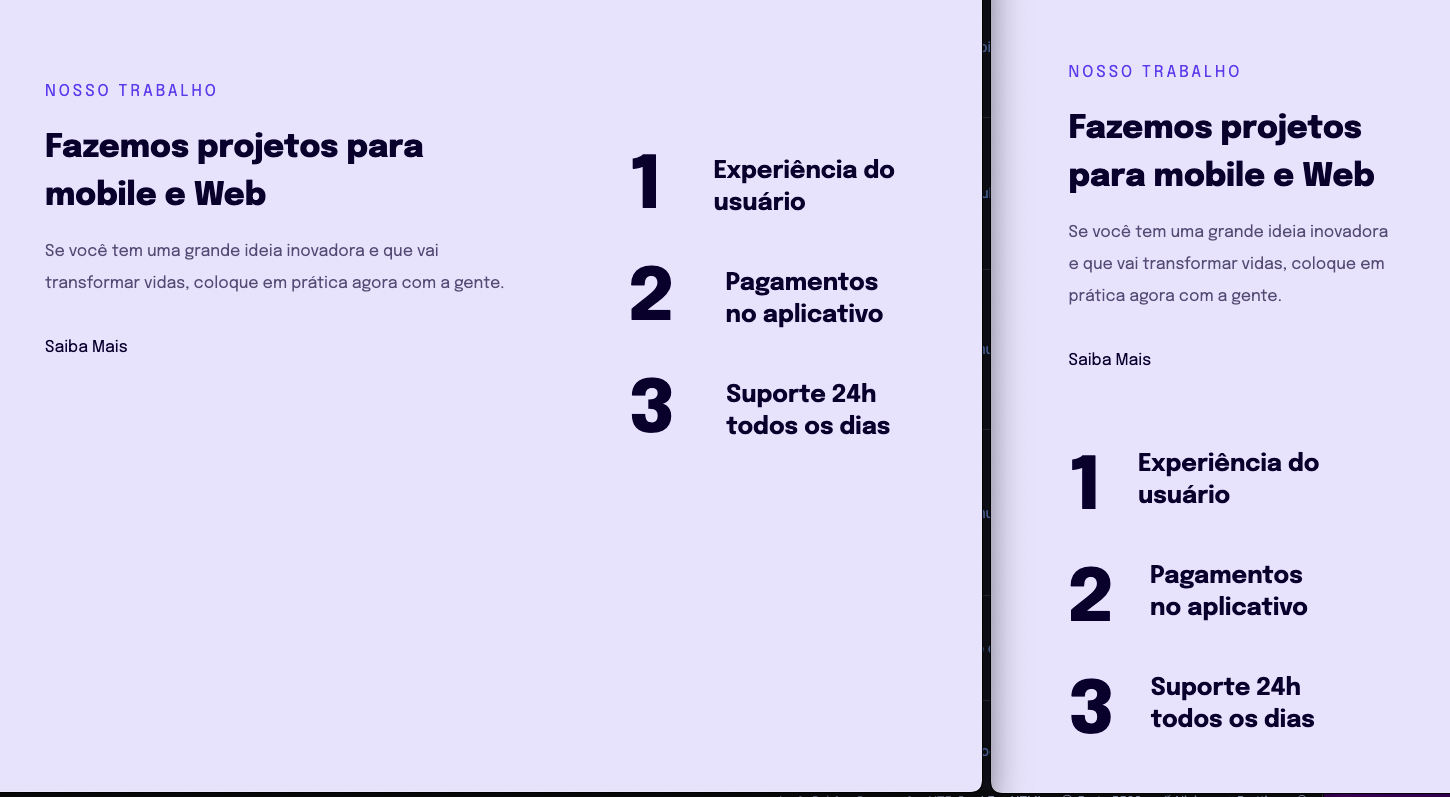 NOSSO TRABALHO
Fazemos projetos para
mobile e Web
Se você tem uma grande ideia inovadora e que vai
transformar vidas, coloque em prática agora com a gente.
Saiba Mais
1
Experiência do
usuário
2
Pagamentos
no aplicativo
3
Suporte 24h
todos os dias
NOSSO TRABALHO
Fazemos projetos
para mobile e Web
Se você tem uma grande ideia inovadora
e que vai transformar vidas, coloque em
prática agora com a gente.
Saiba Mais
1
Experiência do
usuário
2
Pagamentos
no aplicativo
3
Suporte 24h
todos os dias